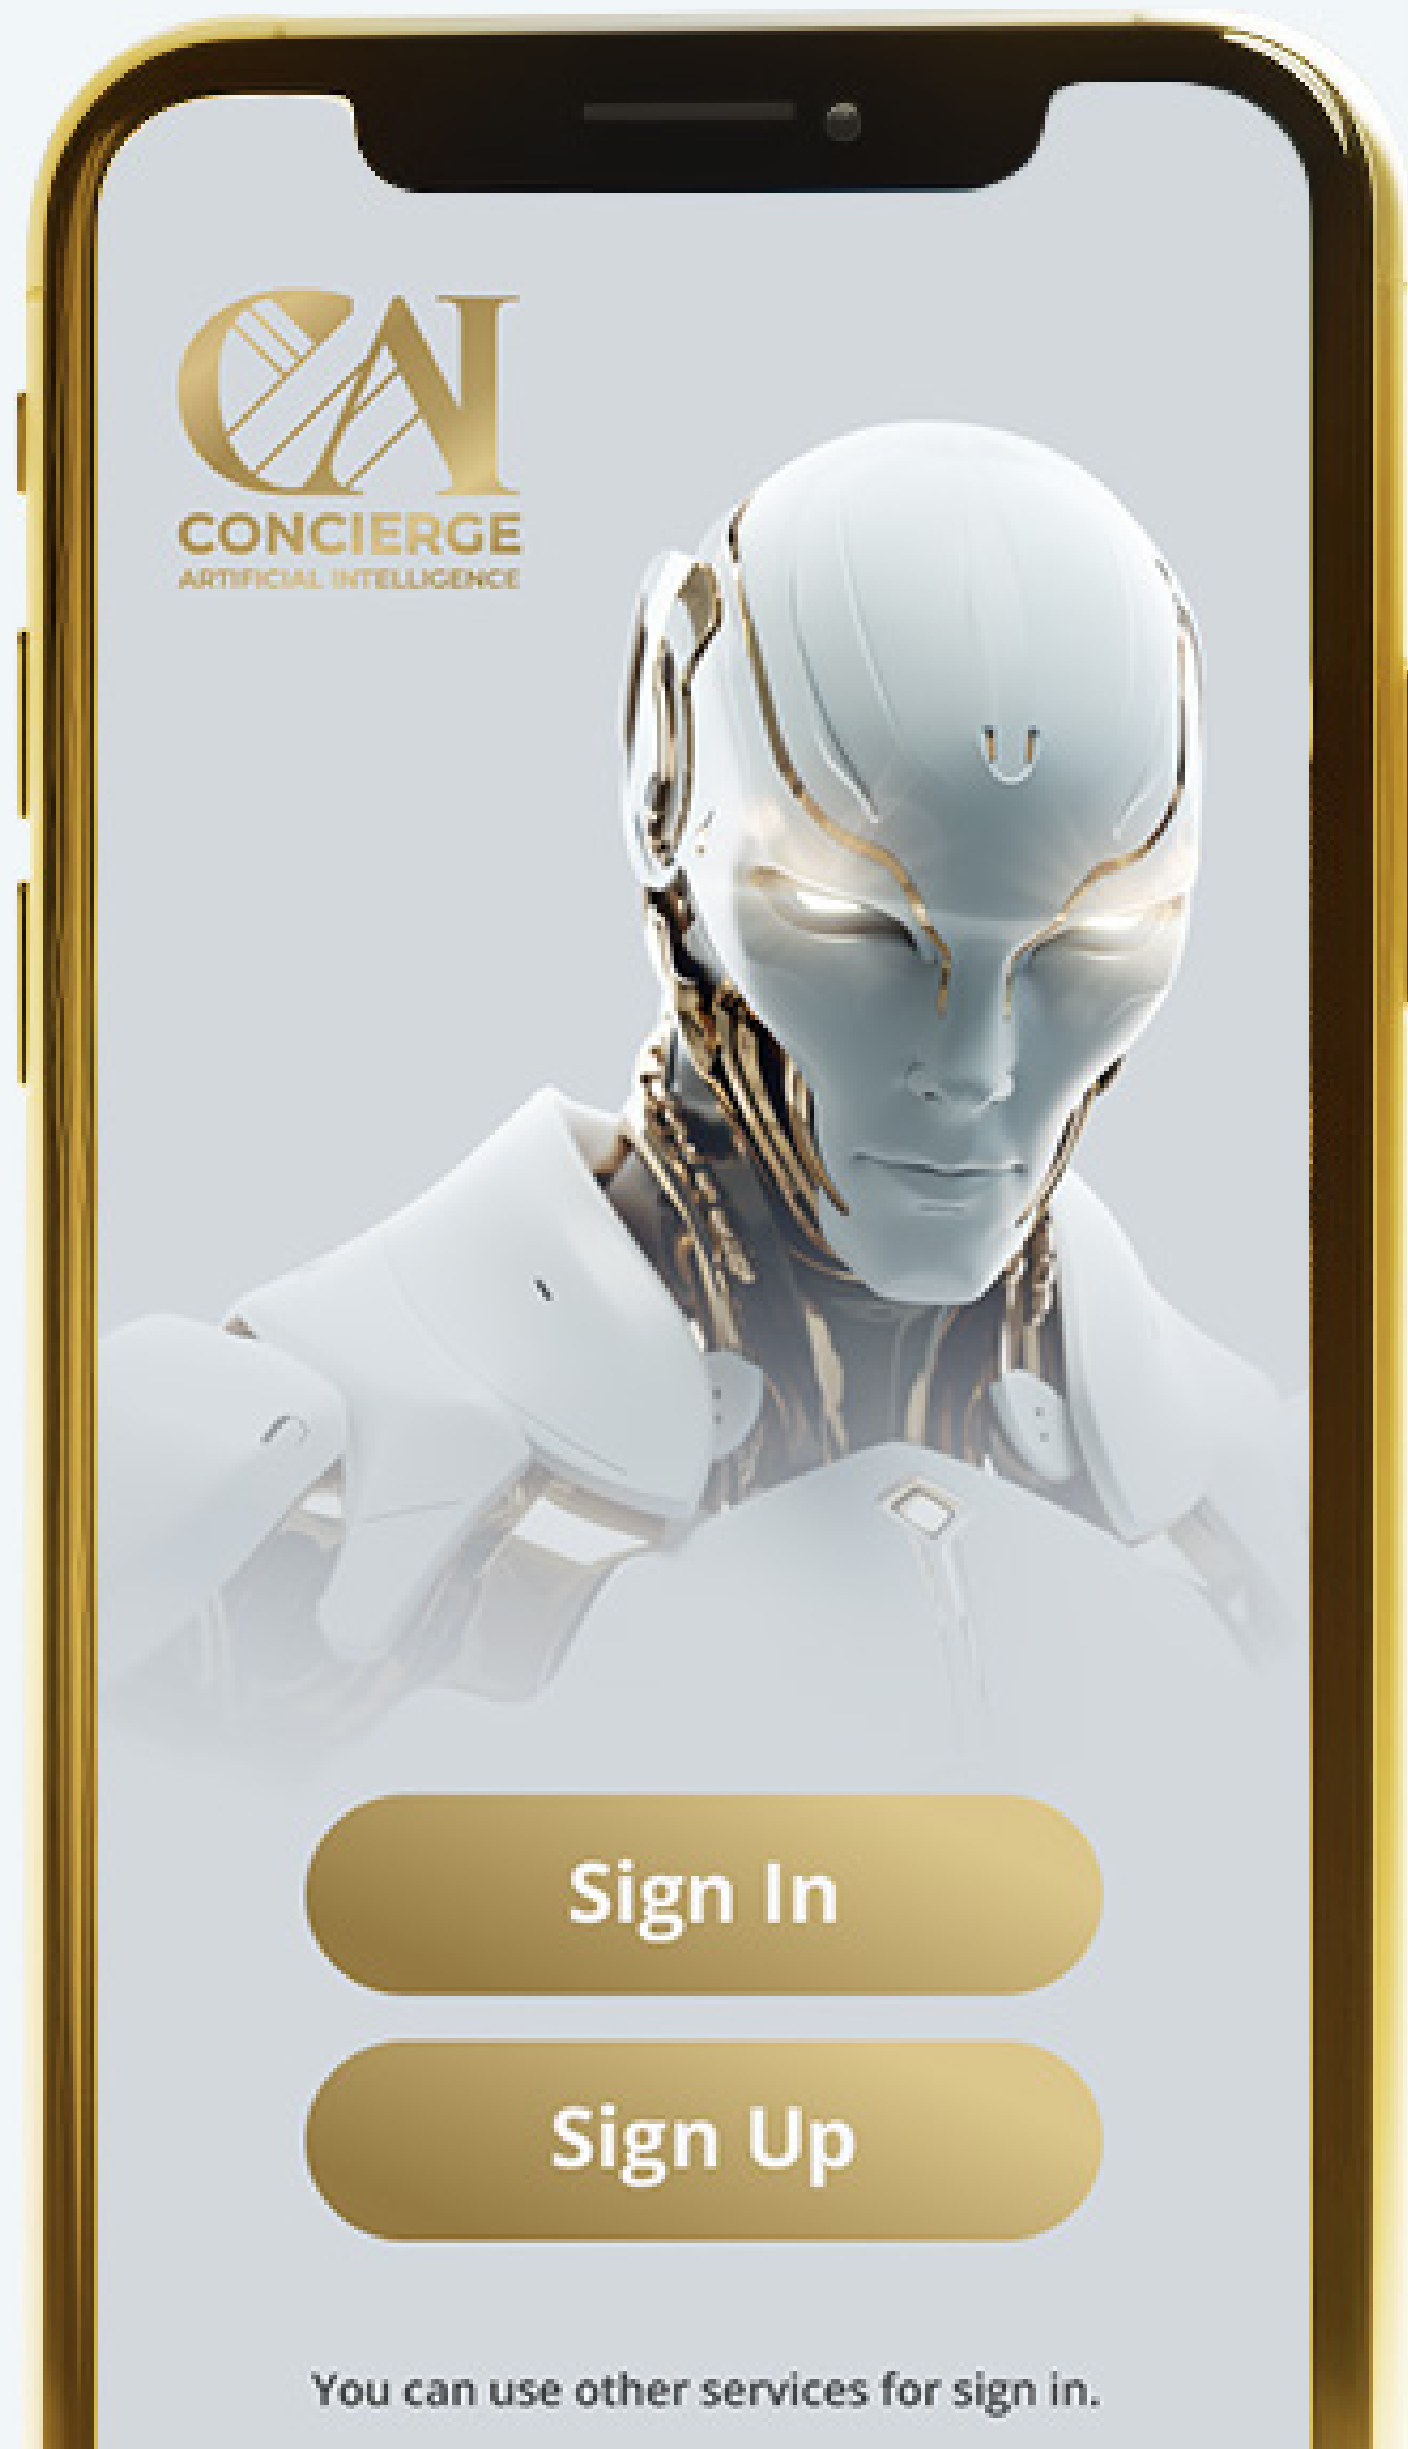 CAI
CONCIERGE
ARTIFICIAL INTELLIGENCE
Sign In
Sign Up
You can use other services for sign in.